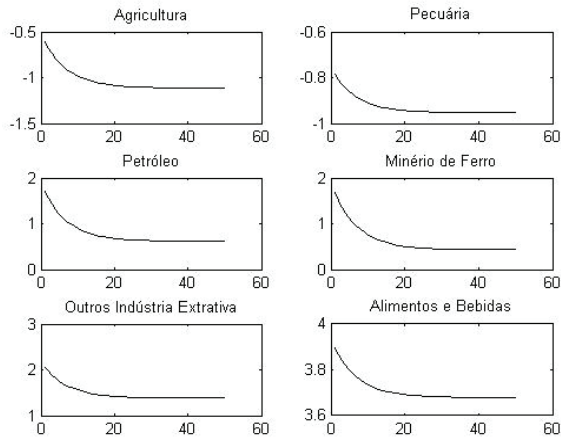 Agricultura
-0.5
-1
-1.5
0 20 40 60
Pecuária
-0.6
-0.8
-1
0 20 40 60
Petróleo
2
1
0
0 20 40 60
Minério de Ferro
2
1
0
0 20 40 60
Outros Indústria Extrativa
3
2
1
0 20 40 60
Alimentos e Bebidas
4
3.8
3.6
0 20 40 60